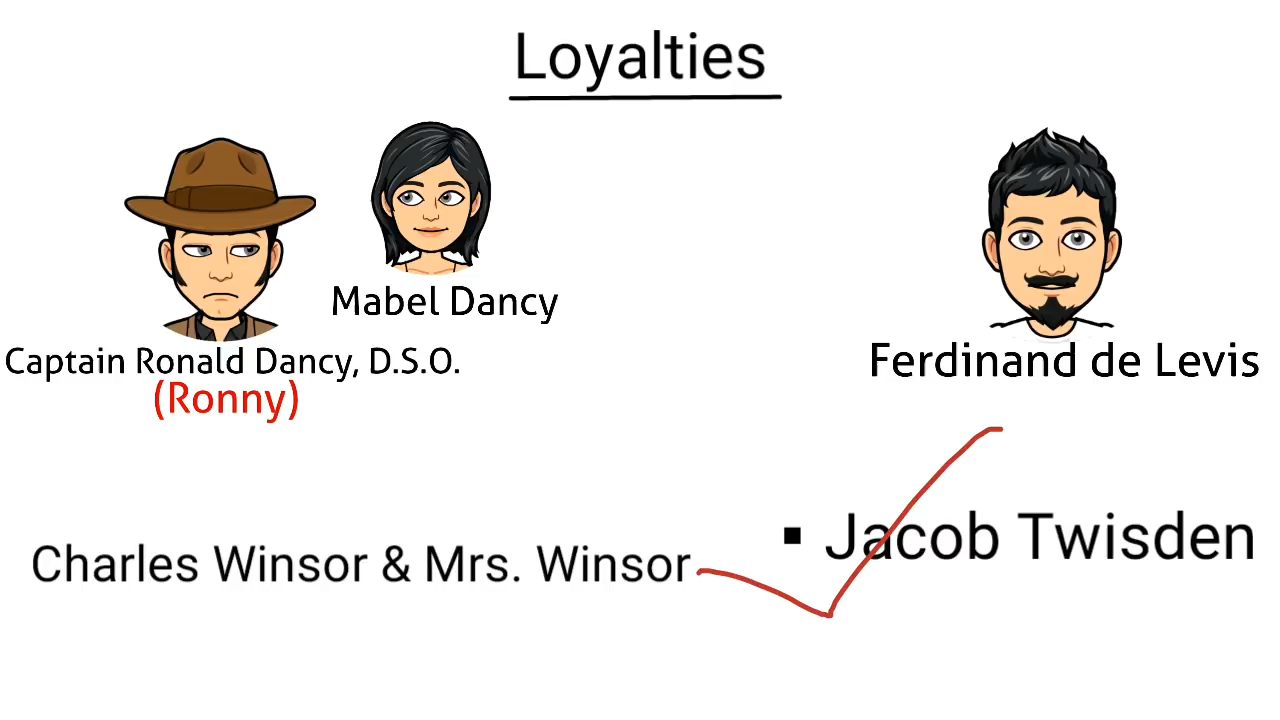 Loyalties
Mabel Dancy
Captain Ronald Dancy, D.S.O.
(Ronny)
Ferdinand de Levis
Charles Winsor & Mrs. Winsor
▪ Jacob Twisden